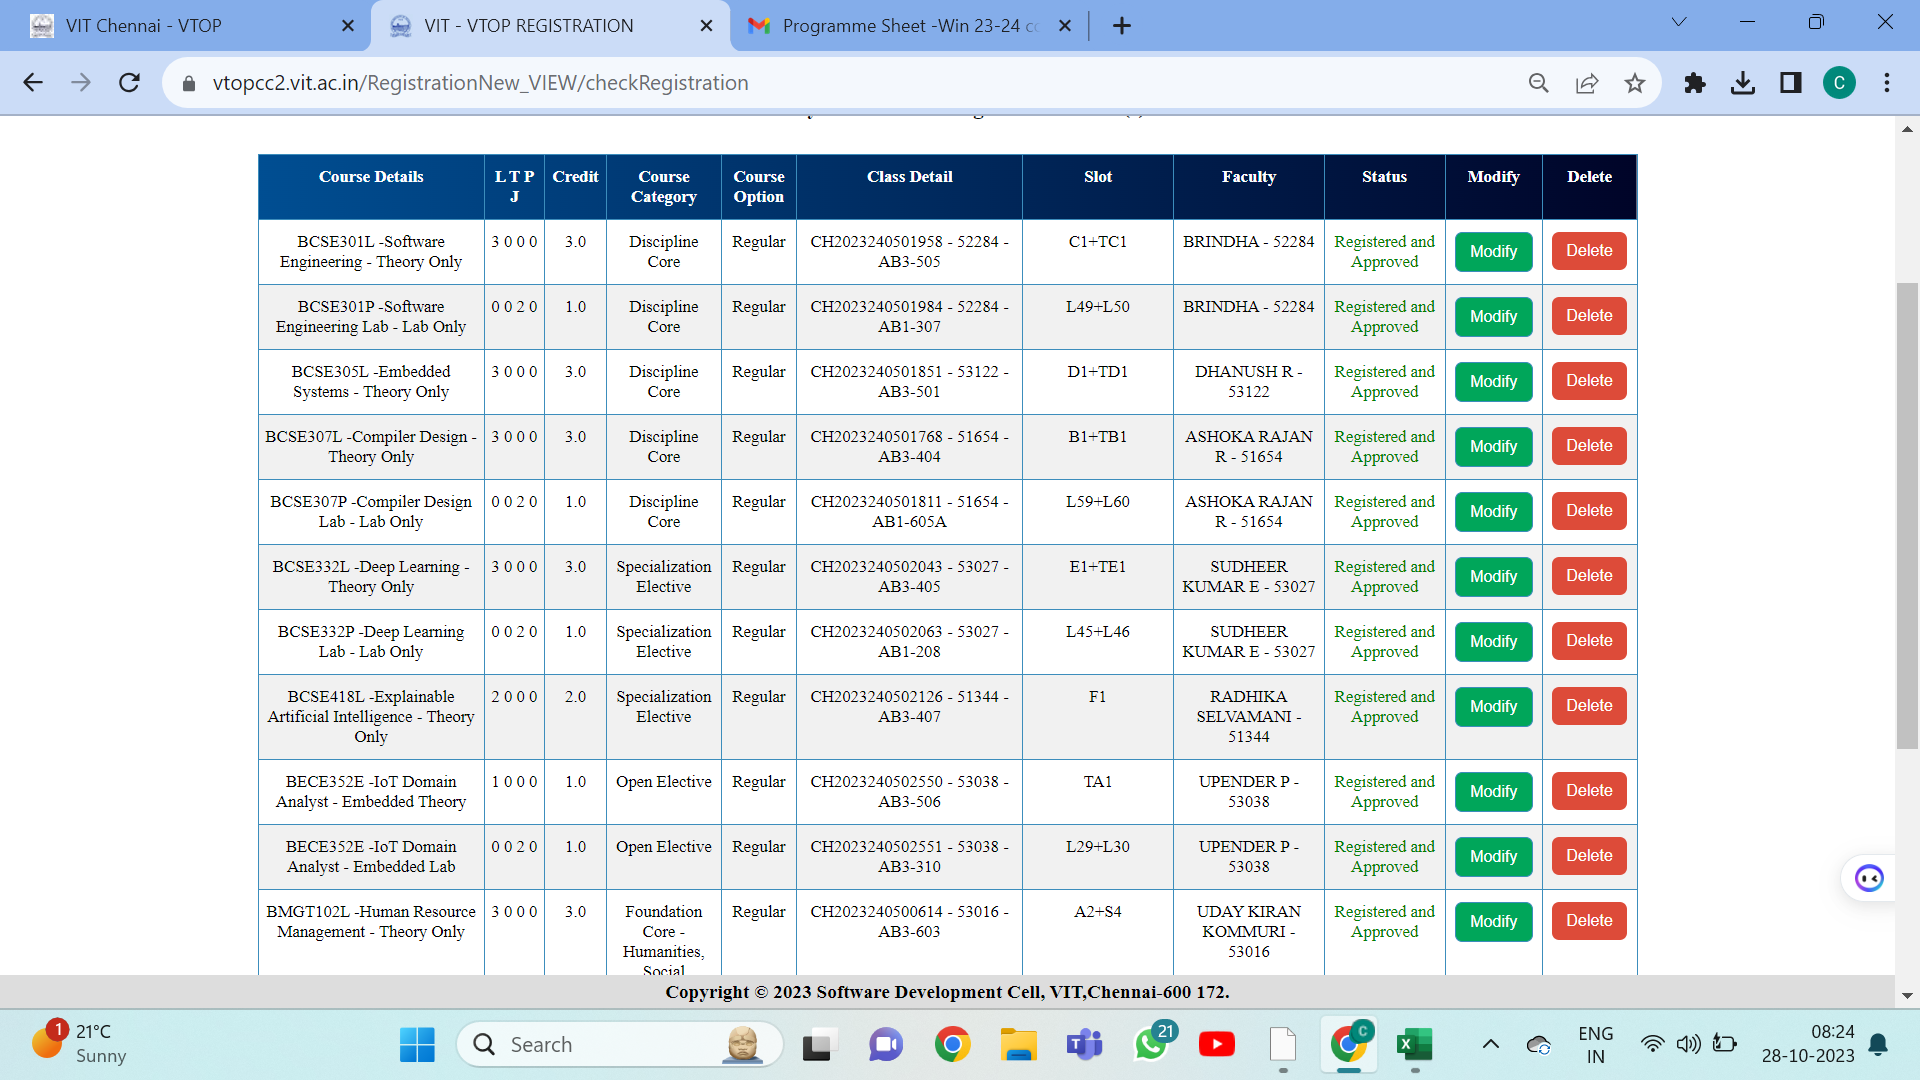 VIT Chennai - VTOP
VIT - VTOP REGISTRATION
Programme Sheet -Win 23-24 cc
vtopcc2.vit.ac.in/RegistrationNew_VIEW/checkRegistration
C
Course Details L T P J Credit Course Category Course Option Class Detail Slot Faculty Status Modify Delete
BCSE301L -Software Engineering - Theory Only 3 0 0 0 3.0 Discipline Core Regular CH2023240501958 - 52284 - AB3-505 C1+TC1 BRINDHA - 52284 Registered and Approved Modify Delete
BCSE301P -Software Engineering Lab - Lab Only 0 0 2 0 1.0 Discipline Core Regular CH2023240501984 - 52284 - AB1-307 L49+L50 BRINDHA - 52284 Registered and Approved Modify Delete
BCSE305L -Embedded Systems - Theory Only 3 0 0 0 3.0 Discipline Core Regular CH2023240501851 - 53122 - AB3-501 D1+TD1 DHANUSH R - 53122 Registered and Approved Modify Delete
BCSE307L -Compiler Design - Theory Only 3 0 0 0 3.0 Discipline Core Regular CH2023240501768 - 51654 - AB3-404 B1+TB1 ASHOKA RAJAN R - 51654 Registered and Approved Modify Delete
BCSE307P -Compiler Design Lab - Lab Only 0 0 2 0 1.0 Discipline Core Regular CH2023240501811 - 51654 - AB1-605A L59+L60 ASHOKA RAJAN R - 51654 Registered and Approved Modify Delete
BCSE332L -Deep Learning - Theory Only 3 0 0 0 3.0 Specialization Elective Regular CH2023240502043 - 53027 - AB3-405 E1+TE1 SUDHEER KUMAR E - 53027 Registered and Approved Modify Delete
BCSE332P -Deep Learning Lab - Lab Only 0 0 2 0 1.0 Specialization Elective Regular CH2023240502063 - 53027 - AB1-208 L45+L46 SUDHEER KUMAR E - 53027 Registered and Approved Modify Delete
BCSE418L -Explainable Artificial Intelligence - Theory Only 2 0 0 0 2.0 Specialization Elective Regular CH2023240502126 - 51344 - AB3-407 F1 RADHIKA SELVAMANI - 51344 Registered and Approved Modify Delete
BECE352E -IoT Domain Analyst - Embedded Theory 1 0 0 0 1.0 Open Elective Regular CH2023240502550 - 53038 - AB3-506 TA1 UPENDER P - 53038 Registered and Approved Modify Delete
BECE352E -IoT Domain Analyst - Embedded Lab 0 0 2 0 1.0 Open Elective Regular CH2023240502551 - 53038 - AB3-310 L29+L30 UPENDER P - 53038 Registered and Approved Modify Delete
BMGT102L -Human Resource Management - Theory Only 3 0 0 0 3.0 Foundation Core - Humanities, Social Regular CH2023240500614 - 53016 - AB3-603 A2+S4 UDAY KIRAN KOMMURI - 53016 Registered and Approved Modify Delete
Copyright © 2023 Software Development Cell, VIT,Chennai-600 172.
1
21°C
Sunny
Search
21
C
ENG
IN
08:24
28-10-2023